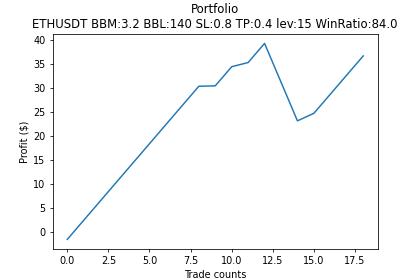 Portfolio
ETHUSDT BBM:3.2 BBL:140 SL:0.8 TP:0.4 lev:15 WinRatio:84.0
40
35
30
25
20
15
10
5
0
Profit ($)
0.0 2.5 5.0 7.5 10.0 12.5 15.0 17.5
Trade counts